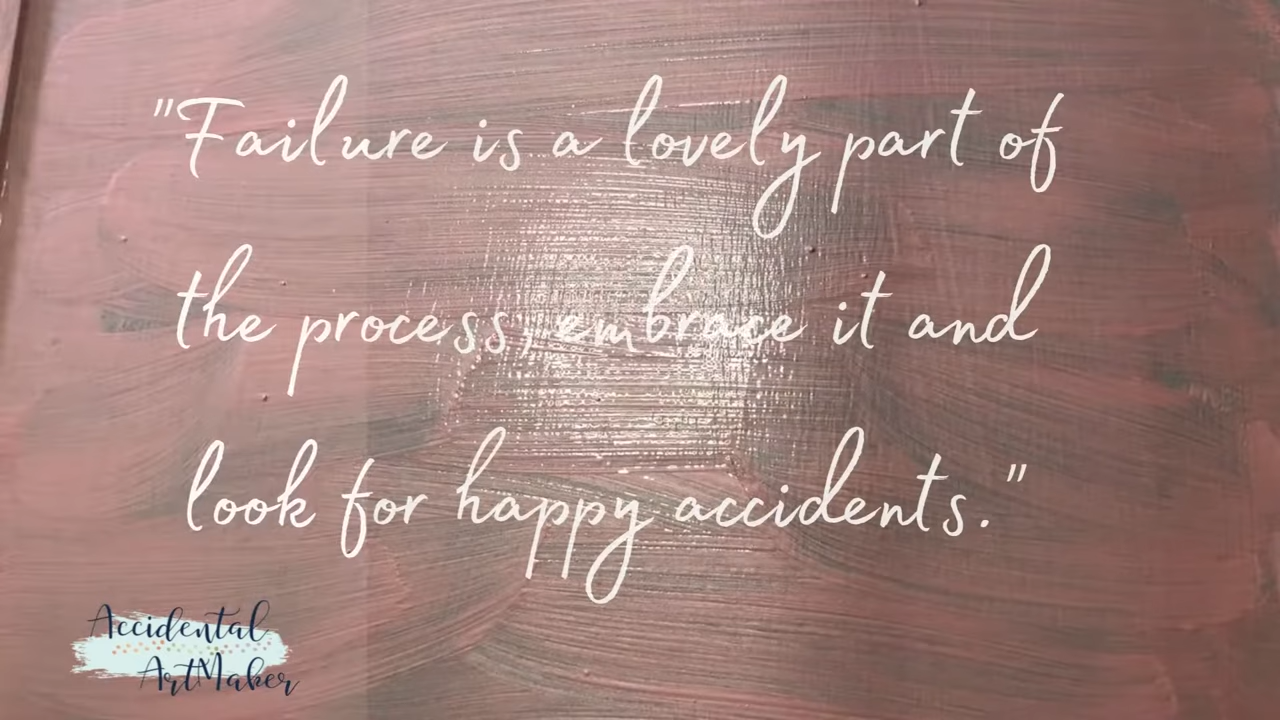 "Failure is a lovely part of
the process, embrace it and
look for happy accidents."
Accidental
ArtMaker